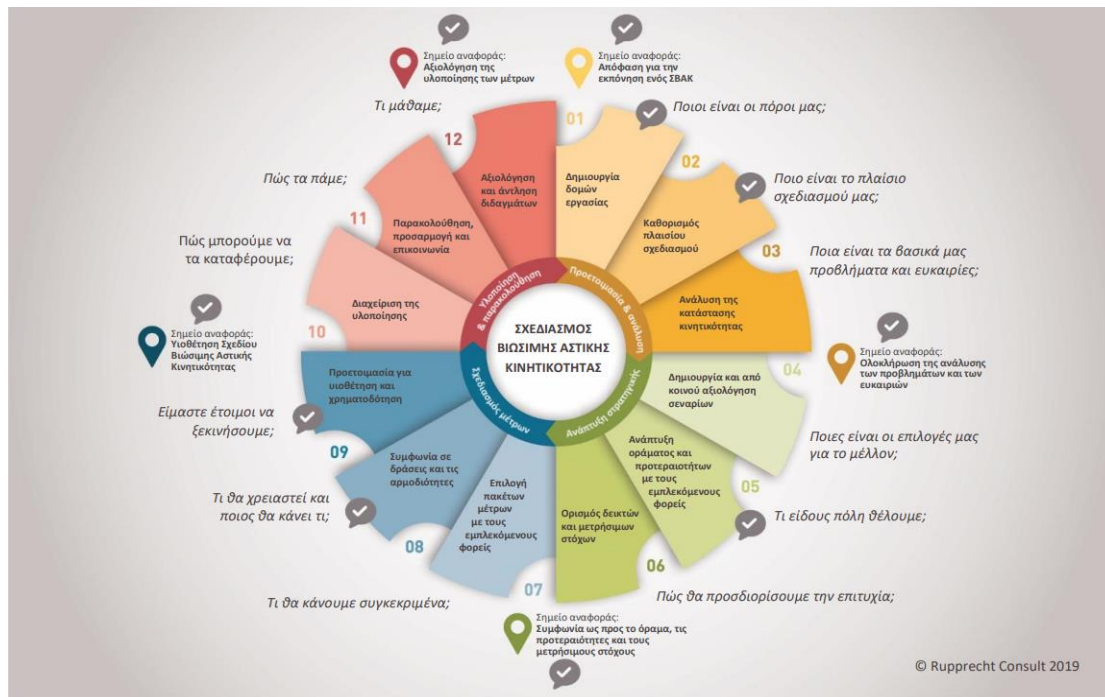 Σημείο αναφοράς:
Αξιολόγηση της
υλοποίησης των μέτρων
Σημείο αναφοράς:
Απόφαση για την
εκπόνηση ενός ΣΒΑΚ
Τι μάθαμε;
Ποιοι είναι οι πόροι μας;
12
01
Αξιολόγηση
και άντληση
διδαγμάτων
Δημιουργία
δομών
εργασίας
02
Ποιο είναι το πλαίσιο
σχεδιασμού μας;
Καθορισμός
πλαισίου
σχεδιασμού
Πώς τα πάμε;
11
Παρακολούθηση,
προσαρμογή και
επικοινωνία
03
Ποια είναι τα βασικά μας
προβλήματα και ευκαιρίες;
Ανάλυση της
κατάστασης
κινητικότητας
Πώς μπορούμε να
τα καταφέρουμε;
Διαχείριση της
υλοποίησης
10
Υλοποίηση
& παρακολούθηση
Προετοιμασία & ανάλυση
ΣΧΕΔΙΑΣΜΟΣ
ΒΙΩΣΙΜΗΣ ΑΣΤΙΚΗΣ
ΚΙΝΗΤΙΚΟΤΗΤΑΣ
Σχεδιασμός μέτρων
Ανάπτυξη στρατηγικής
Σημείο αναφοράς:
Υιοθέτηση Σχεδίου
Βιώσιμης Αστικής
Κινητικότητας
Σημείο αναφοράς:
Ολοκλήρωση της ανάλυσης
των προβλημάτων και των
ευκαιριών
04
Δημιουργία και από
κοινού αξιολόγηση
σεναρίων
Ποιες είναι οι επιλογές μας
για το μέλλον;
Προετοιμασία για
υιοθέτηση και
χρηματοδότηση
Είμαστε έτοιμοι να
ξεκινήσουμε;
09
Ανάπτυξη
οράματος και
προτεραιοτήτων
με τους
εμπλεκόμενους
φορείς
05
Τι είδους πόλη θέλουμε;
Συμφωνία σε
δράσεις και τις
αρμοδιότητες
Τι θα χρειαστεί και
ποιος θα κάνει τι;
08
Επιλογή
πακέτων
μέτρων
με τους
εμπλεκόμενους
φορείς
Ορισμός δεικτών
και μετρήσιμων
στόχων
06
07
Τι θα κάνουμε συγκεκριμένα;
Πώς θα προσδιορίσουμε την επιτυχία;
Σημείο αναφοράς:
Συμφωνία ως προς το όραμα, τις
προτεραιότητες και τους
μετρήσιμους στόχους
© Rupprecht Consult 2019